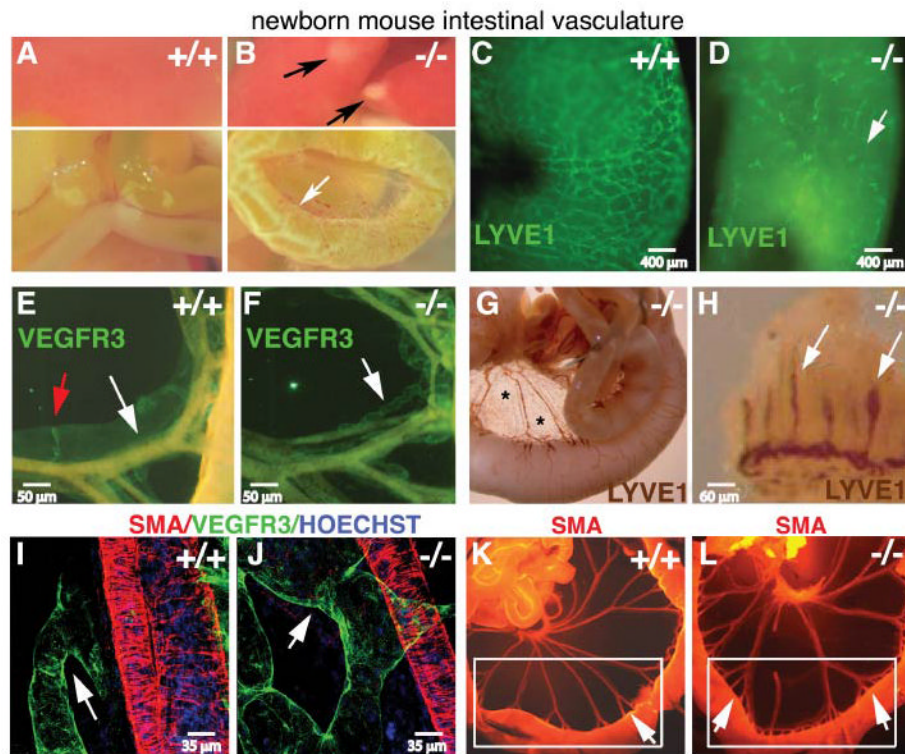 newborn mouse intestinal vasculature
A +/+ B -/- C +/+ D -/-
LYVE1 400 µm LYVE1 400 µm
E +/+ F -/- G -/- H -/-
VEGFR3 VEGFR3
* *
50 µm 50 µm LYVE1 60 µm LYVE1
SMA/VEGFR3/HOECHST SMA SMA
I +/+ J -/- K +/+ L -/-
35 µm 35 µm